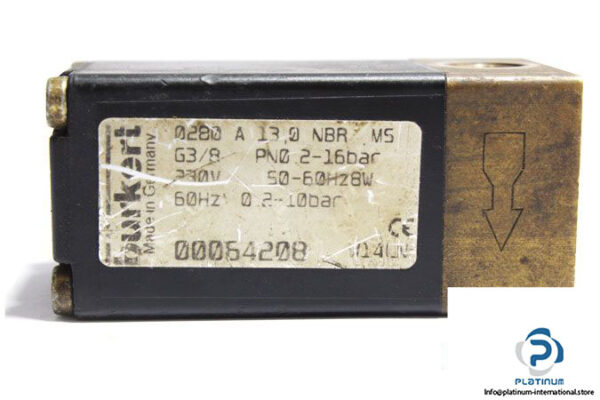 burkert
Made in Germany
0280 A 13,0 NBR MS
G3/8 PN0.2-16bar
230V 50-60Hz8W
60Hz 0.2-10bar
00064208
CE
PLATINUM
Info@platinum-international.store